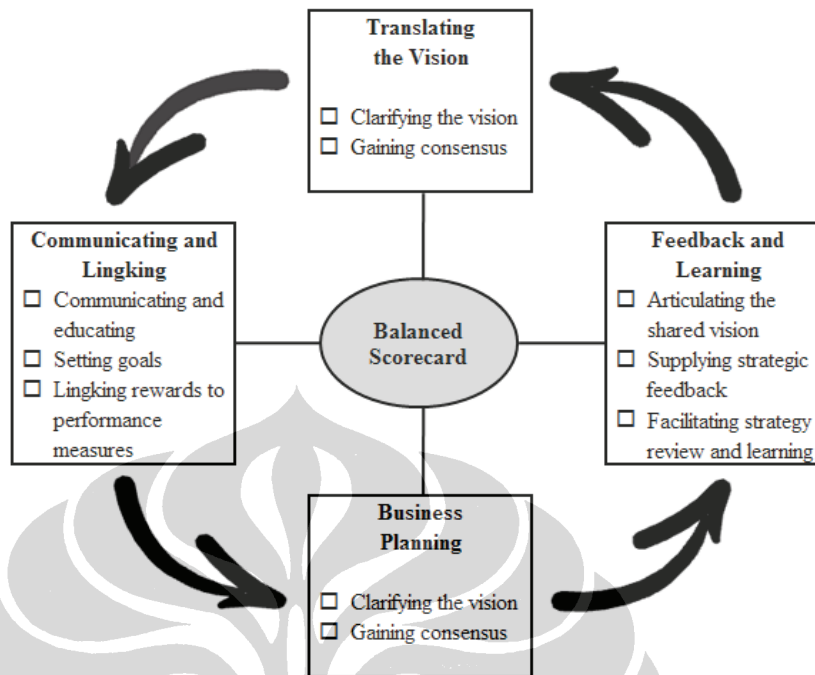 Translating
the Vision
☐ Clarifying the vision
☐ Gaining consensus
Communicating and
Lingking
☐ Communicating and
educating
☐ Setting goals
☐ Lingking rewards to
performance
measures
Balanced
Scorecard
Feedback and
Learning
☐ Articulating the
shared vision
☐ Supplying strategic
feedback
☐ Facilitating strategy
review and learning
Business
Planning
☐ Clarifying the vision
☐ Gaining consensus